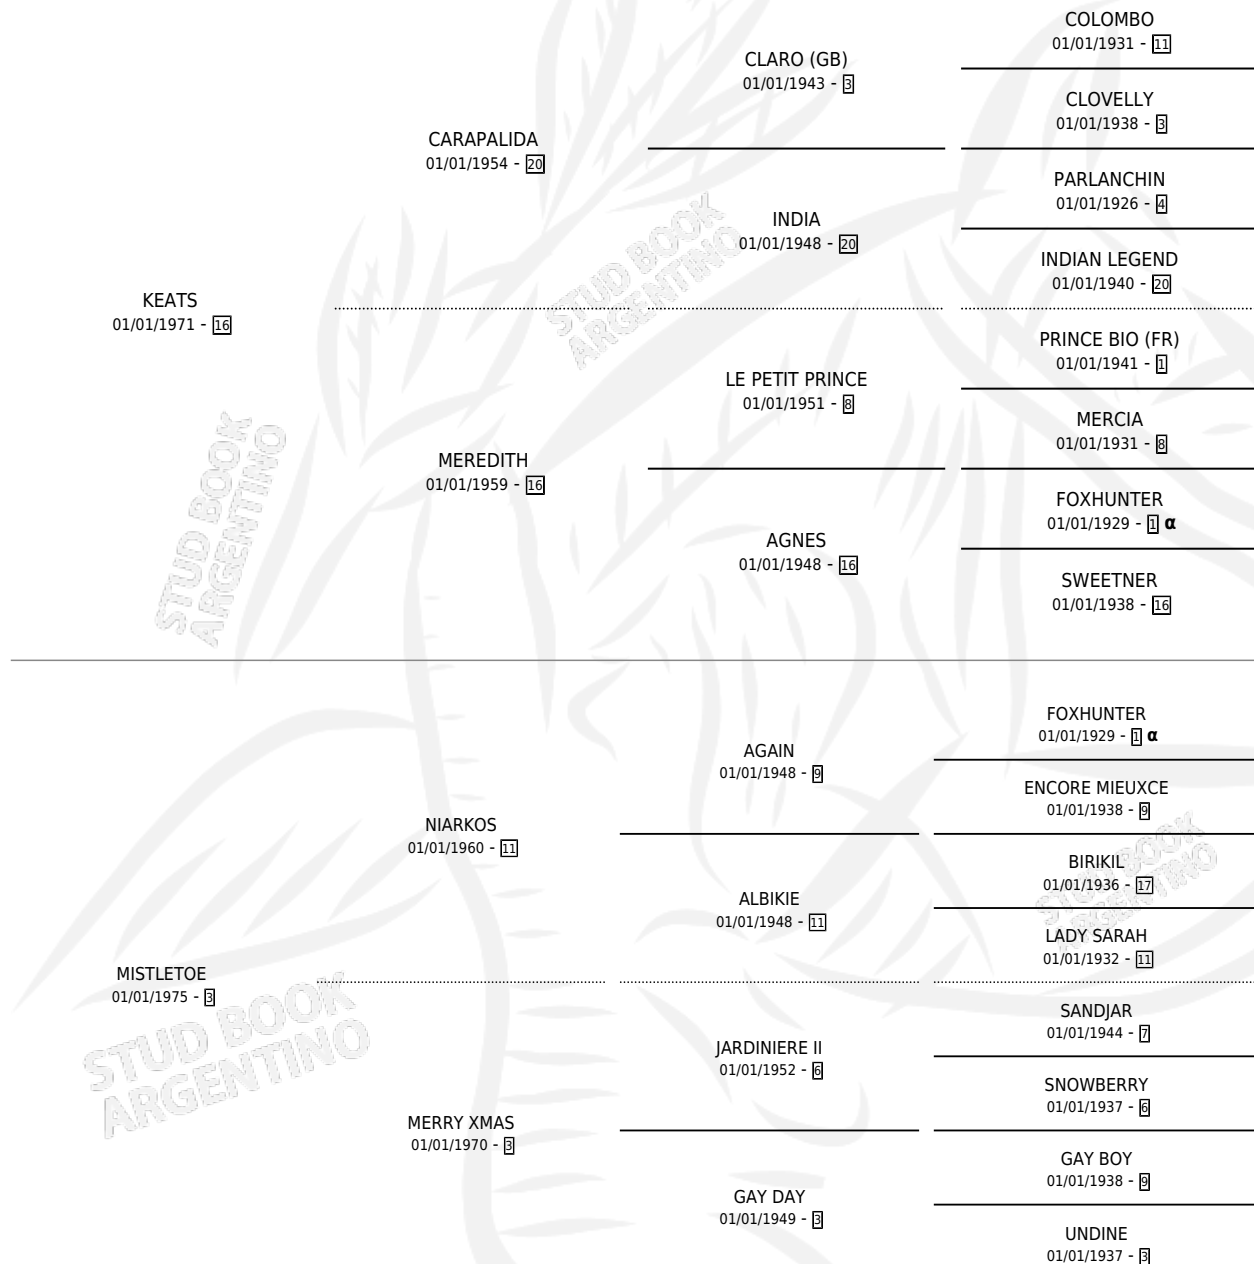 COLOMBO
01/01/1931 - 11
CLARO (GB)
01/01/1943 - 3
CLOVELLY
01/01/1938 - 3
CARAPALIDA
01/01/1954 - 20
PARLANCHIN
01/01/1926 - 4
INDIA
01/01/1948 - 20
INDIAN LEGEND
01/01/1940 - 20
KEATS
01/01/1971 - 16
PRINCE BIO (FR)
01/01/1941 - 1
LE PETIT PRINCE
01/01/1951 - 8
MERCIA
01/01/1931 - 8
MEREDITH
01/01/1959 - 16
FOXHUNTER
01/01/1929 - 1 α
AGNES
01/01/1948 - 16
SWEETNER
01/01/1938 - 16
FOXHUNTER
01/01/1929 - 1 α
AGAIN
01/01/1948 - 9
ENCORE MIEUXCE
01/01/1938 - 9
NIARKOS
01/01/1960 - 11
BIRIKIL
01/01/1936 - 17
ALBIKIE
01/01/1948 - 11
LADY SARAH
01/01/1932 - 11
MISTLETOE
01/01/1975 - 3
SANDJAR
01/01/1944 - 7
JARDINIERE II
01/01/1952 - 6
SNOWBERRY
01/01/1937 - 6
MERRY XMAS
01/01/1970 - 3
GAY BOY
01/01/1938 - 9
GAY DAY
01/01/1949 - 3
UNDINE
01/01/1937 - 3
STUD BOOK
ARGENTINO
STUD BOOK
ARGENTINO
STUD BOOK
ARGENTINO
STUD BOOK
ARGENTINO